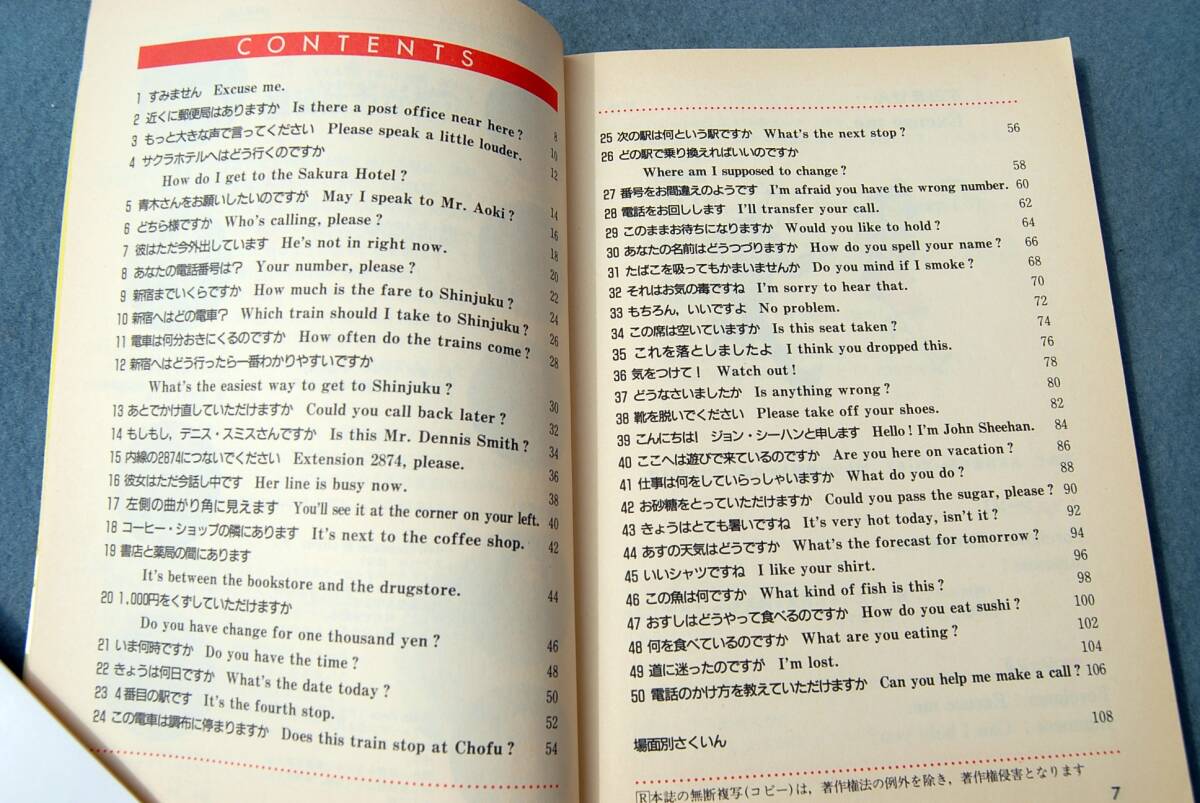 CONTENTS
1 すみません Excuse me.
2 近くに郵便局はありますか Is there a post office near here? 8
3 もっと大きな声で言ってください Please speak a little louder. 10
4 サクラホテルへはどう行くのですか
How do I get to the Sakura Hotel? 12
5 青木さんをお願いしたいのですが May I speak to Mr. Aoki? 14
6 どちら様ですか Who's calling, please? 16
7 彼はただ今外出しています He's not in right now. 18
8 あなたの電話番号は? Your number, please? 20
9 新宿までいくらですか How much is the fare to Shinjuku? 22
10 新宿へはどの電車? Which train should I take to Shinjuku? 24
11 電車は何分おきにくるのですか How often do the trains come? 26
12 新宿へはどう行ったら一番わかりやすいですか 28
What's the easiest way to get to Shinjuku?
13 あとでかけ直していただけますか Could you call back later? 30
14 もしもし,デニス・スミスさんですか Is this Mr. Dennis Smith? 32
15 内線の2874につないでください Extension 2874, please. 34
16 彼女はただ今話し中です Her line is busy now. 36
17 左側の曲がり角に見えます You'll see it at the corner on your left. 38
18 コーヒー・ショップの隣にあります It's next to the coffee shop. 40
19 書店と薬局の間にあります 42
It's between the bookstore and the drugstore. 44
20 1,000円をくずしていただけますか
Do you have change for one thousand yen? 46
21 いま何時ですか Do you have the time? 48
22 きょうは何日ですか What's the date today? 50
23 4番目の駅です It's the fourth stop. 52
24 この電車は調布に停まりますか Does this train stop at Chofu? 54
25 次の駅は何という駅ですか What's the next stop? 56
26 どの駅で乗り換えればいいのですか
Where am I supposed to change? 58
27 番号をお間違えのようです I'm afraid you have the wrong number. 60
28 電話をお回しします I'll transfer your call. 62
29 このままお待ちになりますか Would you like to hold? 64
30 あなたの名前はどうつづりますか How do you spell your name? 66
31 たばこを吸ってもかまいませんか Do you mind if I smoke? 68
32 それはお気の毒ですね I'm sorry to hear that. 70
33 もちろん,いいですよ No problem. 72
34 この席は空いていますか Is this seat taken? 74
35 これを落としましたよ I think you dropped this. 76
36 気をつけて! Watch out! 78
37 どうなさいましたか Is anything wrong? 80
38 靴を脱いでください Please take off your shoes. 82
39 こんにちは! ジョン・シーハンと申します Hello! I'm John Sheehan. 84
40 ここへは遊びで来ているのですか Are you here on vacation? 86
41 仕事は何をしていらっしゃいますか What do you do? 88
42 お砂糖をとっていただけますか Could you pass the sugar, please? 90
43 きょうはとても暑いですね It's very hot today, isn't it? 92
44 あすの天気はどうですか What's the forecast for tomorrow? 94
45 いいシャツですね I like your shirt. 96
46 この魚は何ですか What kind of fish is this? 98
47 おすしはどうやって食べるのですか How do you eat sushi? 100
48 何を食べているのですか What are you eating? 102
49 道に迷ったのですが I'm lost. 104
50 電話のかけ方を教えていただけますか Can you help me make a call? 106
場面別さくいん 108
R本誌の無断複写(コピー)は,著作権法の例外を除き,著作権侵害となります
7